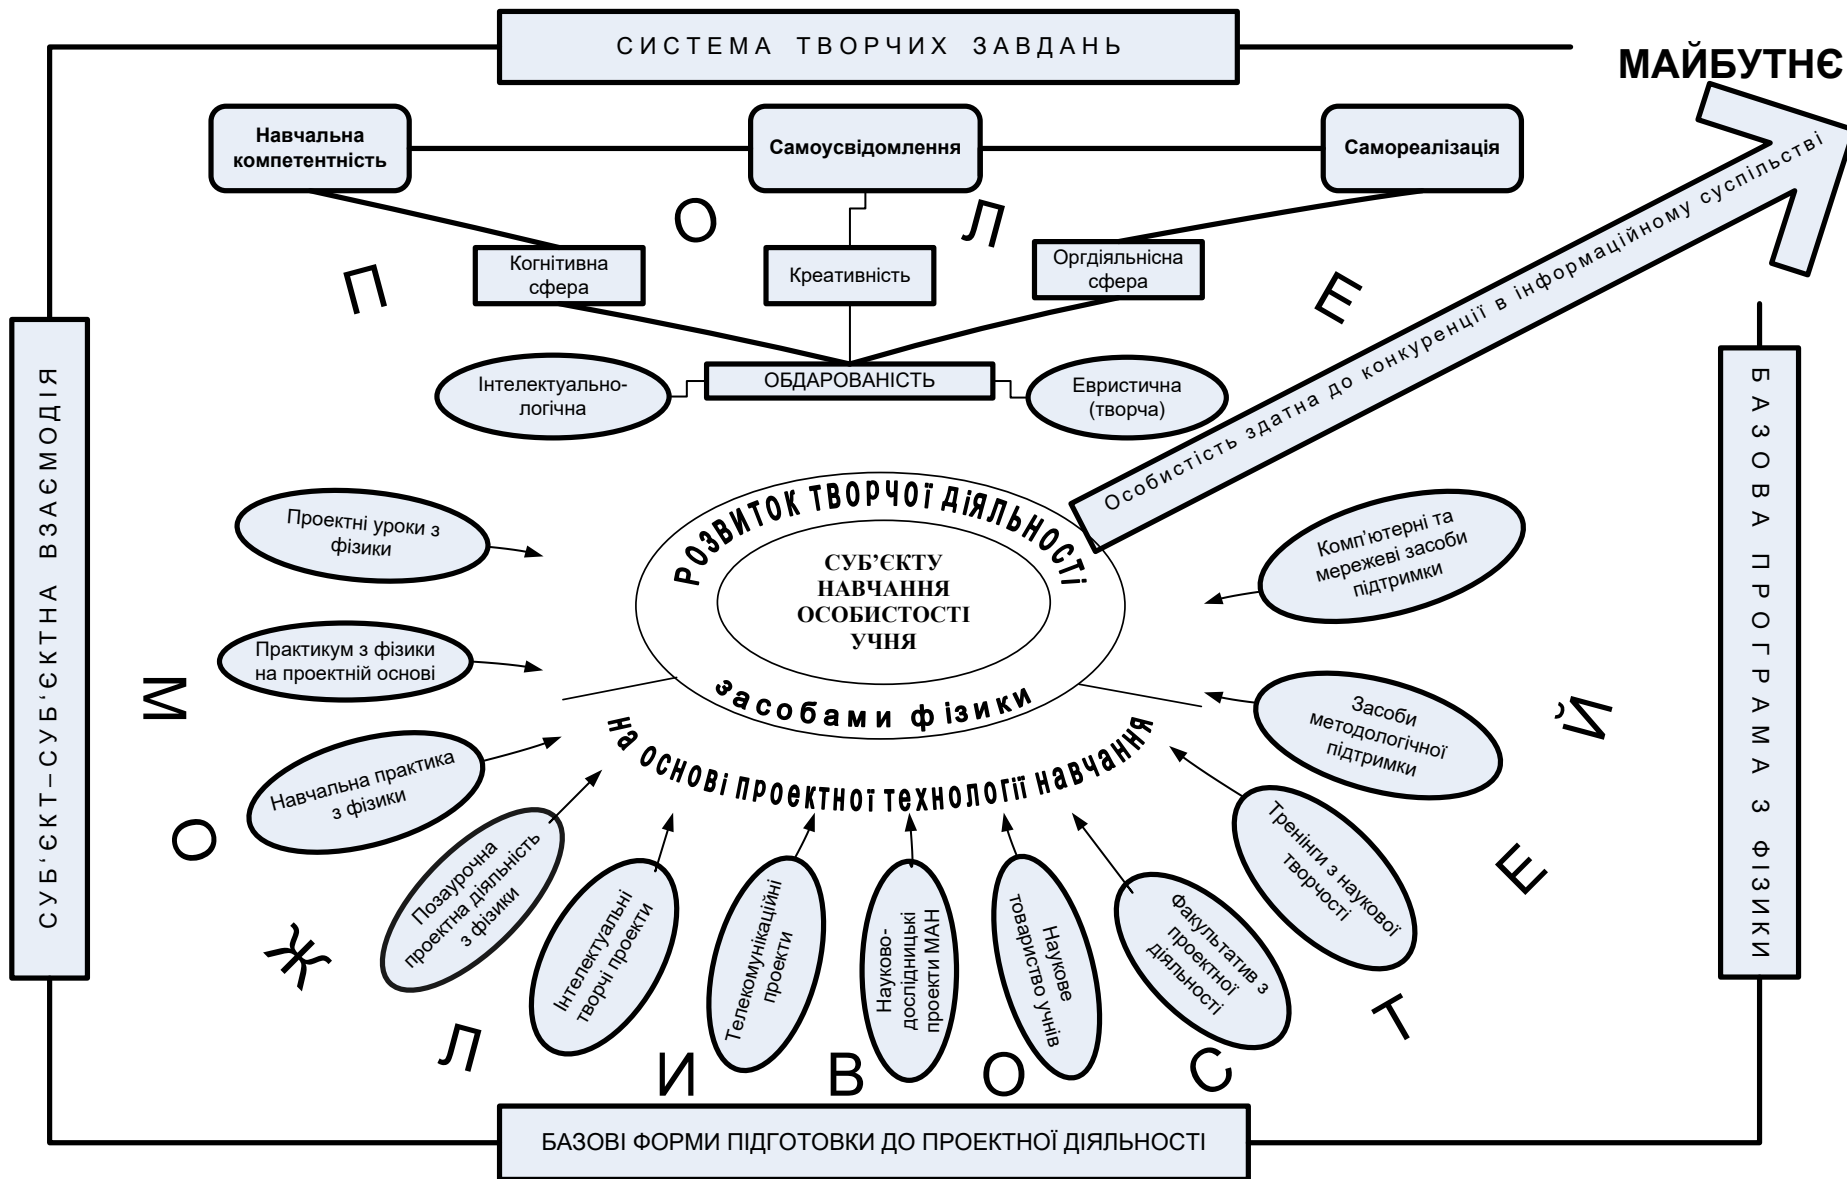 СИСТЕМА ТВОРЧИХ ЗАВДАНЬ
МАЙБУТНЄ
Навчальна
компетентність
Самоусвідомлення
Самореалізація
ПОЛЕ
Когнітивна
сфера
Креативність
Оргдіяльнісна
сфера
ОБДАРОВАНІСТЬ
Інтелектуально-
логічна
Евристична
(творча)
Особистість здатна до конкуренції в інформаційному суспільстві
СУБ'ЄКТ–СУБ'ЄКТНА ВЗАЄМОДІЯ
БАЗОВА ПРОГРАМА З ФІЗИКИ
РОЗВИТОК ТВОРЧОЇ ДІЯЛЬНОСТІ
СУБ’ЄКТУ
НАВЧАННЯ
ОСОБИСТОСТІ
УЧНЯ
засобами фізики
на основі проектної технології навчання
Проектні уроки з
фізики
Практикум з фізики
на проектній основі
Навчальна практика
з фізики
Позаурочна
проектна діяльність
з фізики
Інтелектуальні
творчі проекти
Телекомунікаційні
проекти
Науково-
дослідницькі
проекти МАН
Наукове
товариство учнів
Факультатив з
проектної
діяльності
Тренінги з наукової
творчості
Засоби
методологічної
підтримки
Комп'ютерні та
мережеві засоби
підтримки
МОЖЛИВОСТЕЙ
БАЗОВІ ФОРМИ ПІДГОТОВКИ ДО ПРОЕКТНОЇ ДІЯЛЬНОСТІ